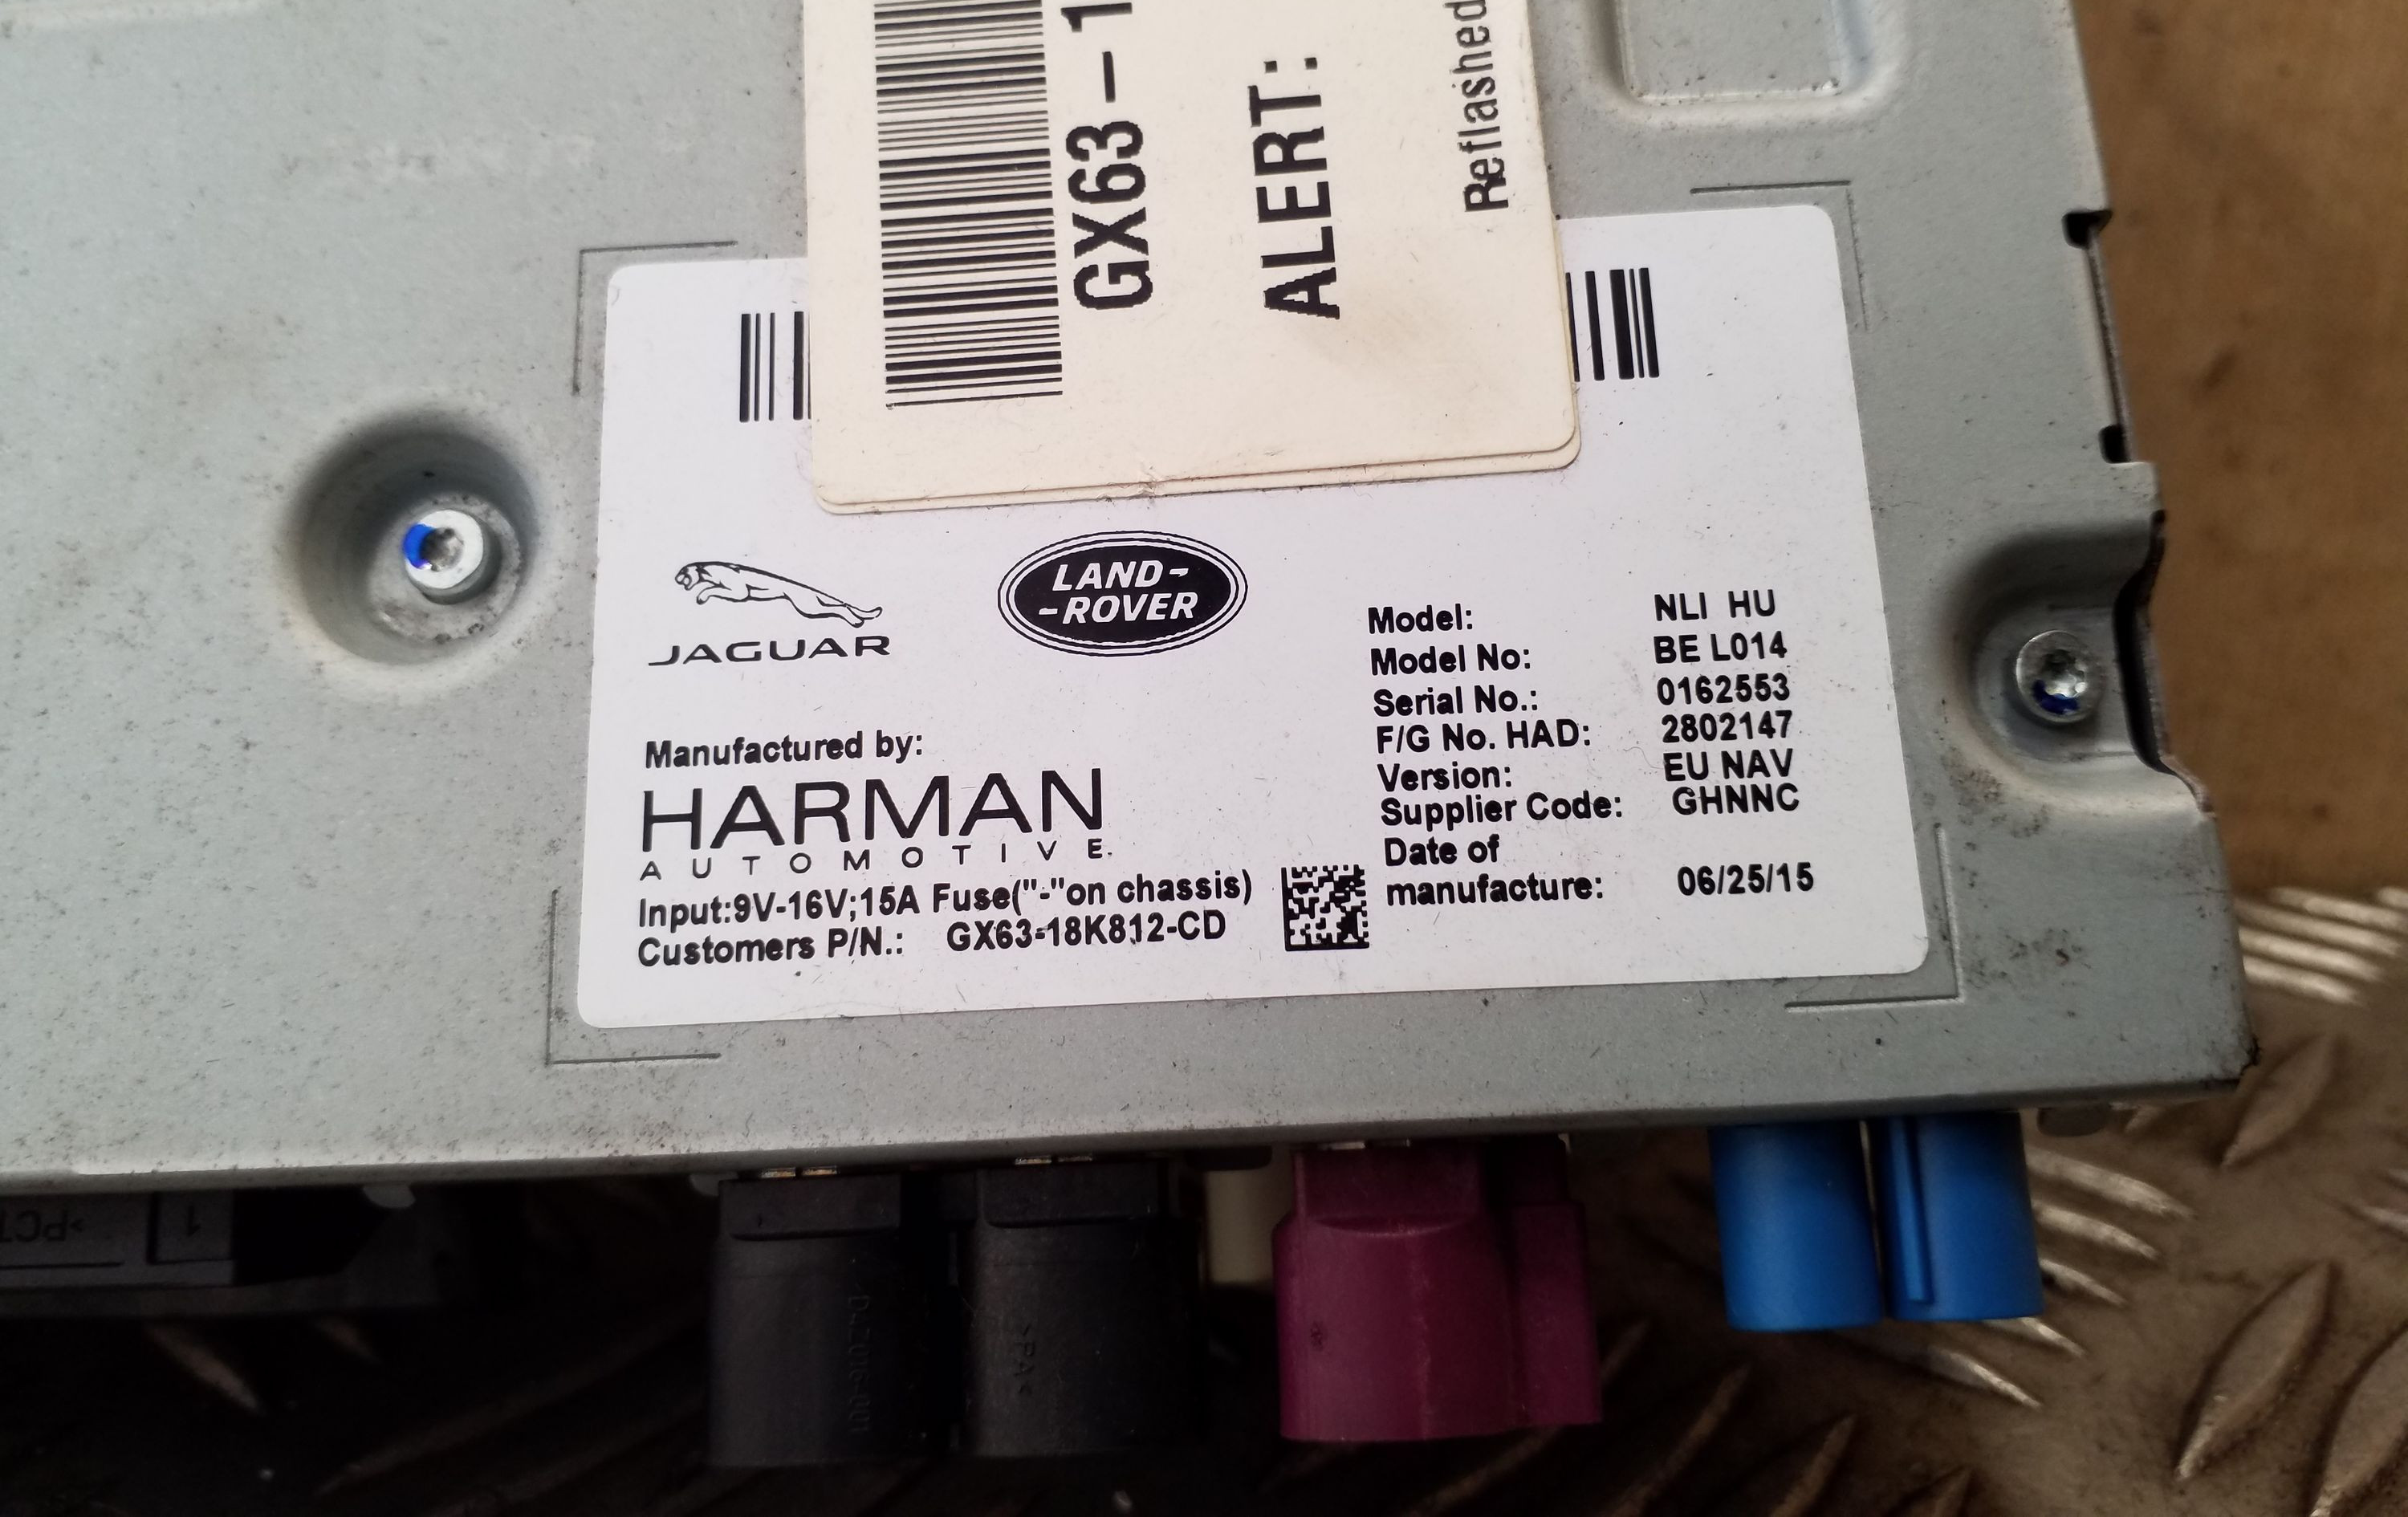 GX63-1
ALERT:
Reflashed
JAGUAR
LAND-
-ROVER
Manufactured by:
HARMAN
AUTOMOTIVE.
Input:9V-16V;15A Fuse("-"on chassis)
Customers P/N.: GX63-18K812-CD
Model: NLI HU
Model No: BE L014
Serial No.: 0162553
F/G No. HAD: 2802147
Version: EU NAV
Supplier Code: GHNNC
Date of
manufacture: 06/25/15
1
>PA<